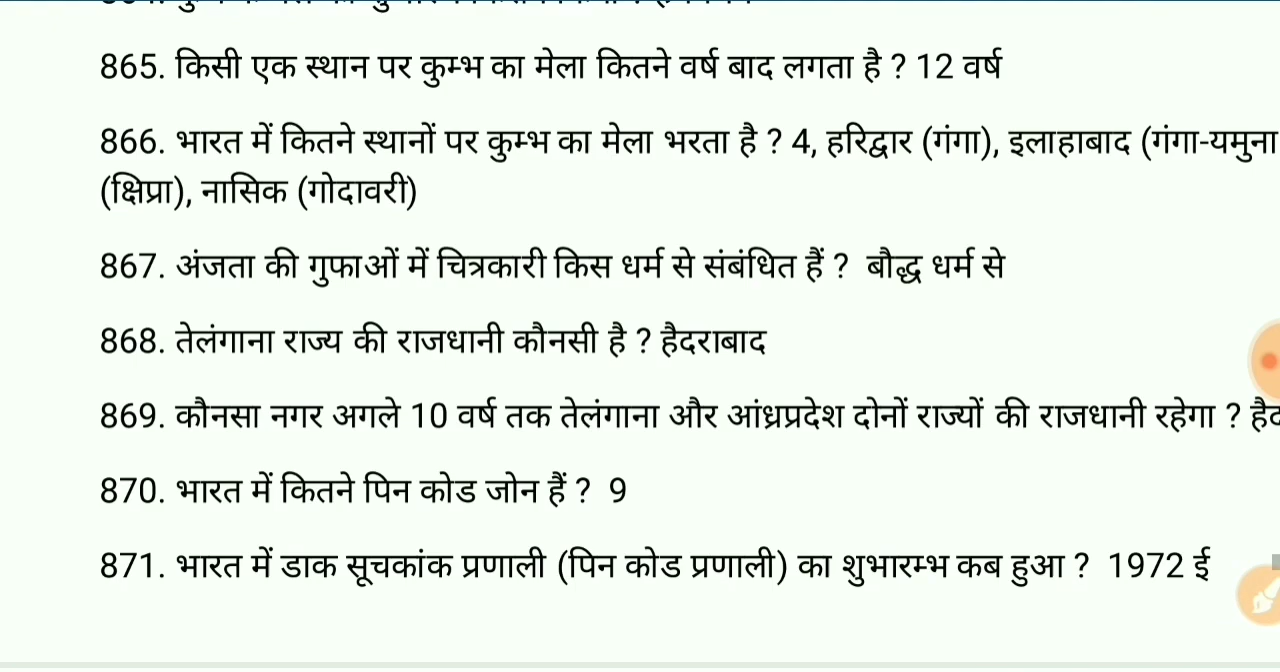 865. किसी एक स्थान पर कुम्भ का मेला कितने वर्ष बाद लगता है ? 12 वर्ष
866. भारत में कितने स्थानों पर कुम्भ का मेला भरता है ? 4, हरिद्वार (गंगा), इलाहाबाद (गंगा-यमुना
(क्षिप्रा), नासिक (गोदावरी)
867. अंजता की गुफाओं में चित्रकारी किस धर्म से संबंधित हैं ? बौद्ध धर्म से
868. तेलंगाना राज्य की राजधानी कौनसी है ? हैदराबाद
869. कौनसा नगर अगले 10 वर्ष तक तेलंगाना और आंध्रप्रदेश दोनों राज्यों की राजधानी रहेगा ?
870. भारत में कितने पिन कोड जोन हैं ? 9
871. भारत में डाक सूचकांक प्रणाली (पिन कोड प्रणाली) का शुभारम्भ कब हुआ ? 1972 ई